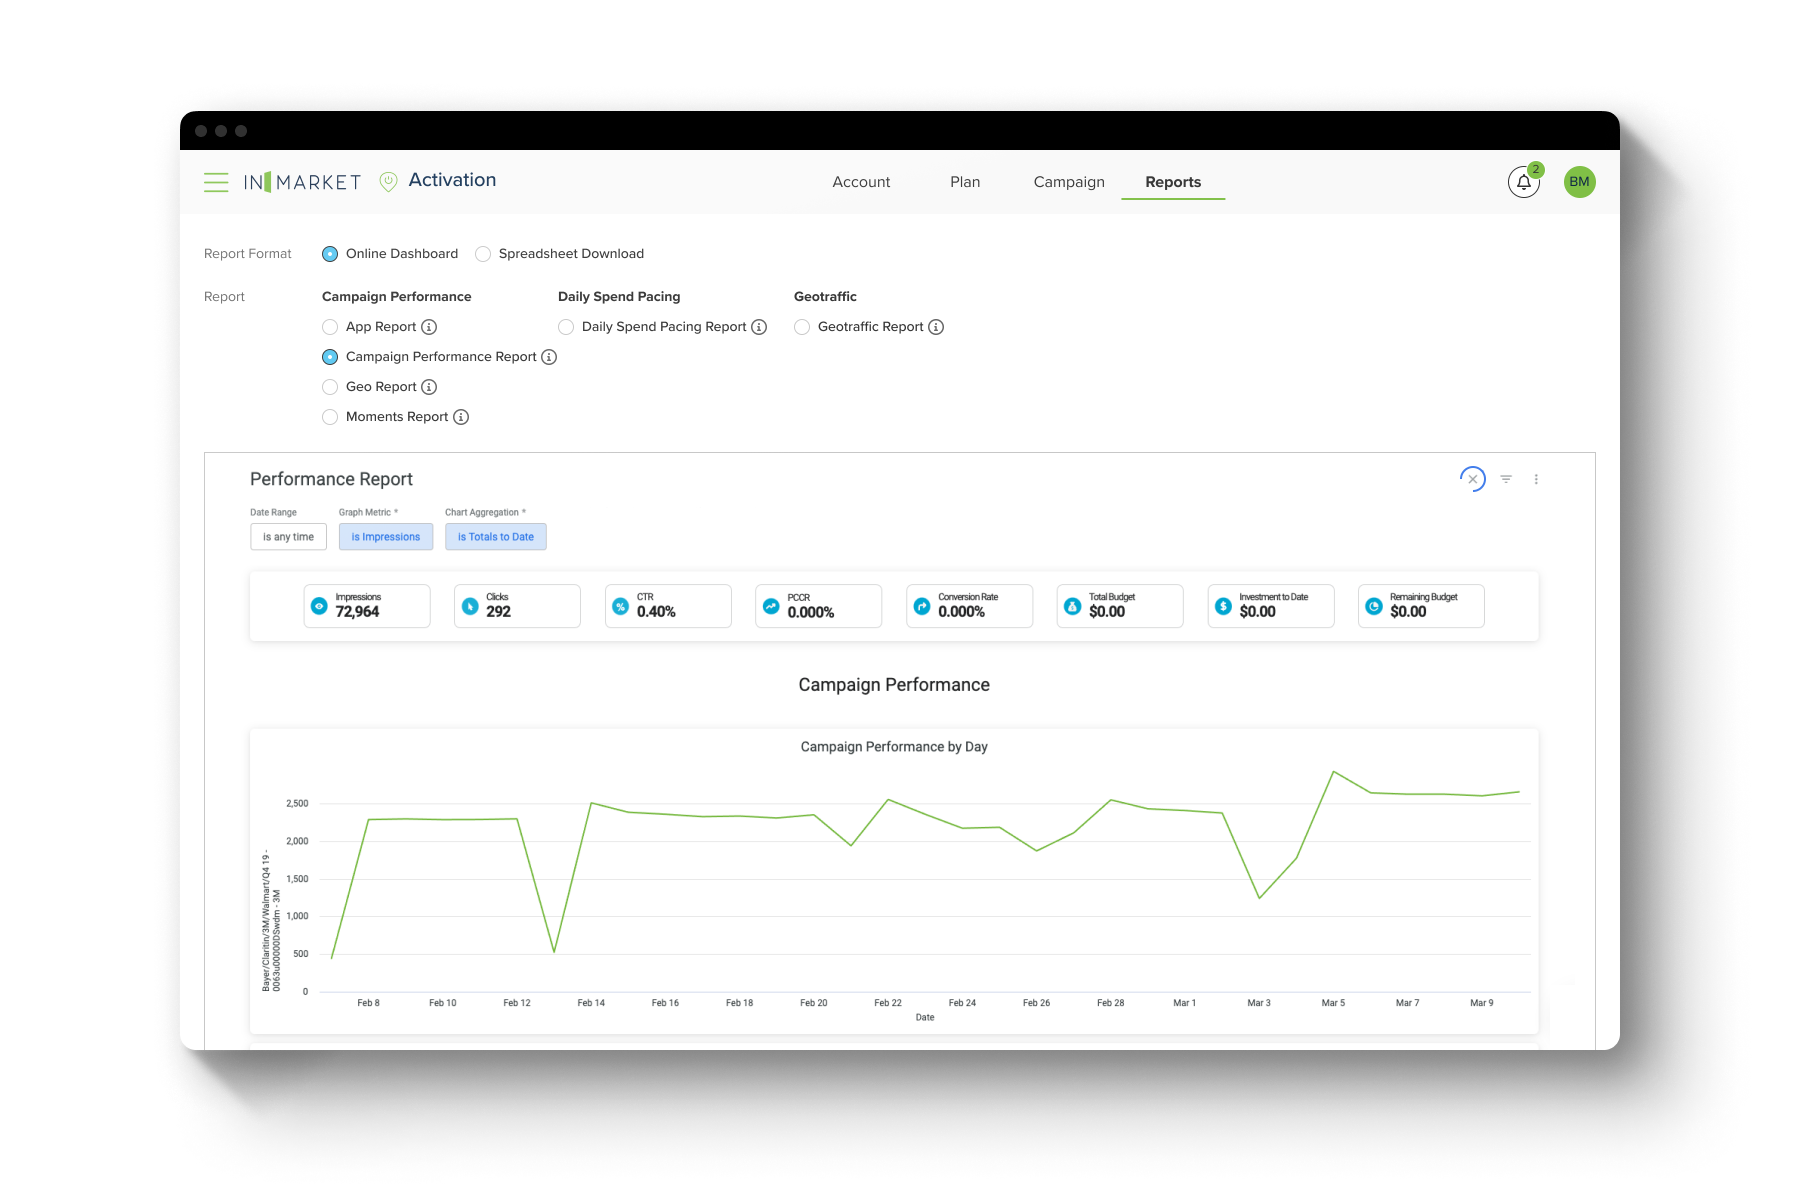 INMARKET Activation Account Plan Campaign Reports 2 BM
Report Format Online Dashboard Spreadsheet Download
Report Campaign Performance Daily Spend Pacing Geotraffic
App Report Daily Spend Pacing Report Geotraffic Report
Campaign Performance Report
Geo Report
Moments Report
Performance Report
Date Range Graph Metric * Chart Aggregation *
is any time is Impressions is Totals to Date
Impressions Clicks CTR PCCR Conversion Rate Total Budget Investment to Date Remaining Budget
72,964 292 0.40% 0.000% 0.000% $0.00 $0.00 $0.00
Campaign Performance
Campaign Performance by Day
2,500
2,000
1,500
1,000
500
0
Bayer/Claritin/3M/Walmart/Q4 19 -
0063u00000DSwdm - 3M
Feb 8 Feb 10 Feb 12 Feb 14 Feb 16 Feb 18 Feb 20 Feb 22 Feb 24 Feb 26 Feb 28 Mar 1 Mar 3 Mar 5 Mar 7 Mar 9
Date